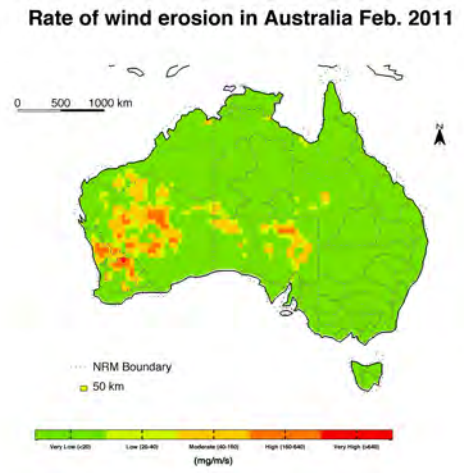 Rate of wind erosion in Australia Feb. 2011
0 500 1000 km
N
NRM Boundary
50 km
Very Low (<20) Low (20-40) Moderate (40-160) High (160-640) Very High (>640)
(mg/m/s)